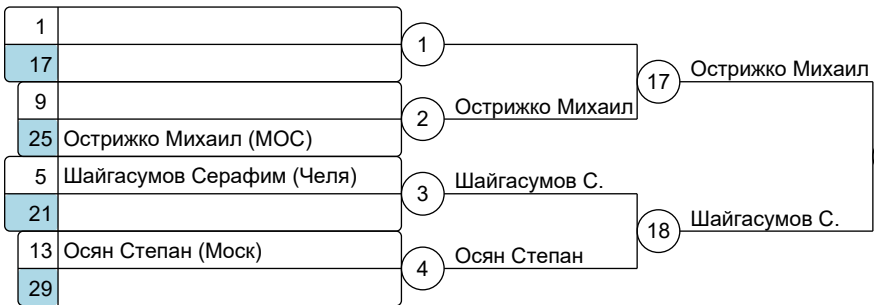 1
17
1
9
25 Острижко Михаил (МОС)
2
Острижко Михаил
17
Острижко Михаил
5 Шайгасумов Серафим (Челя)
21
3
Шайгасумов С.
13 Осян Степан (Моск)
29
4
Осян Степан
18
Шайгасумов С.